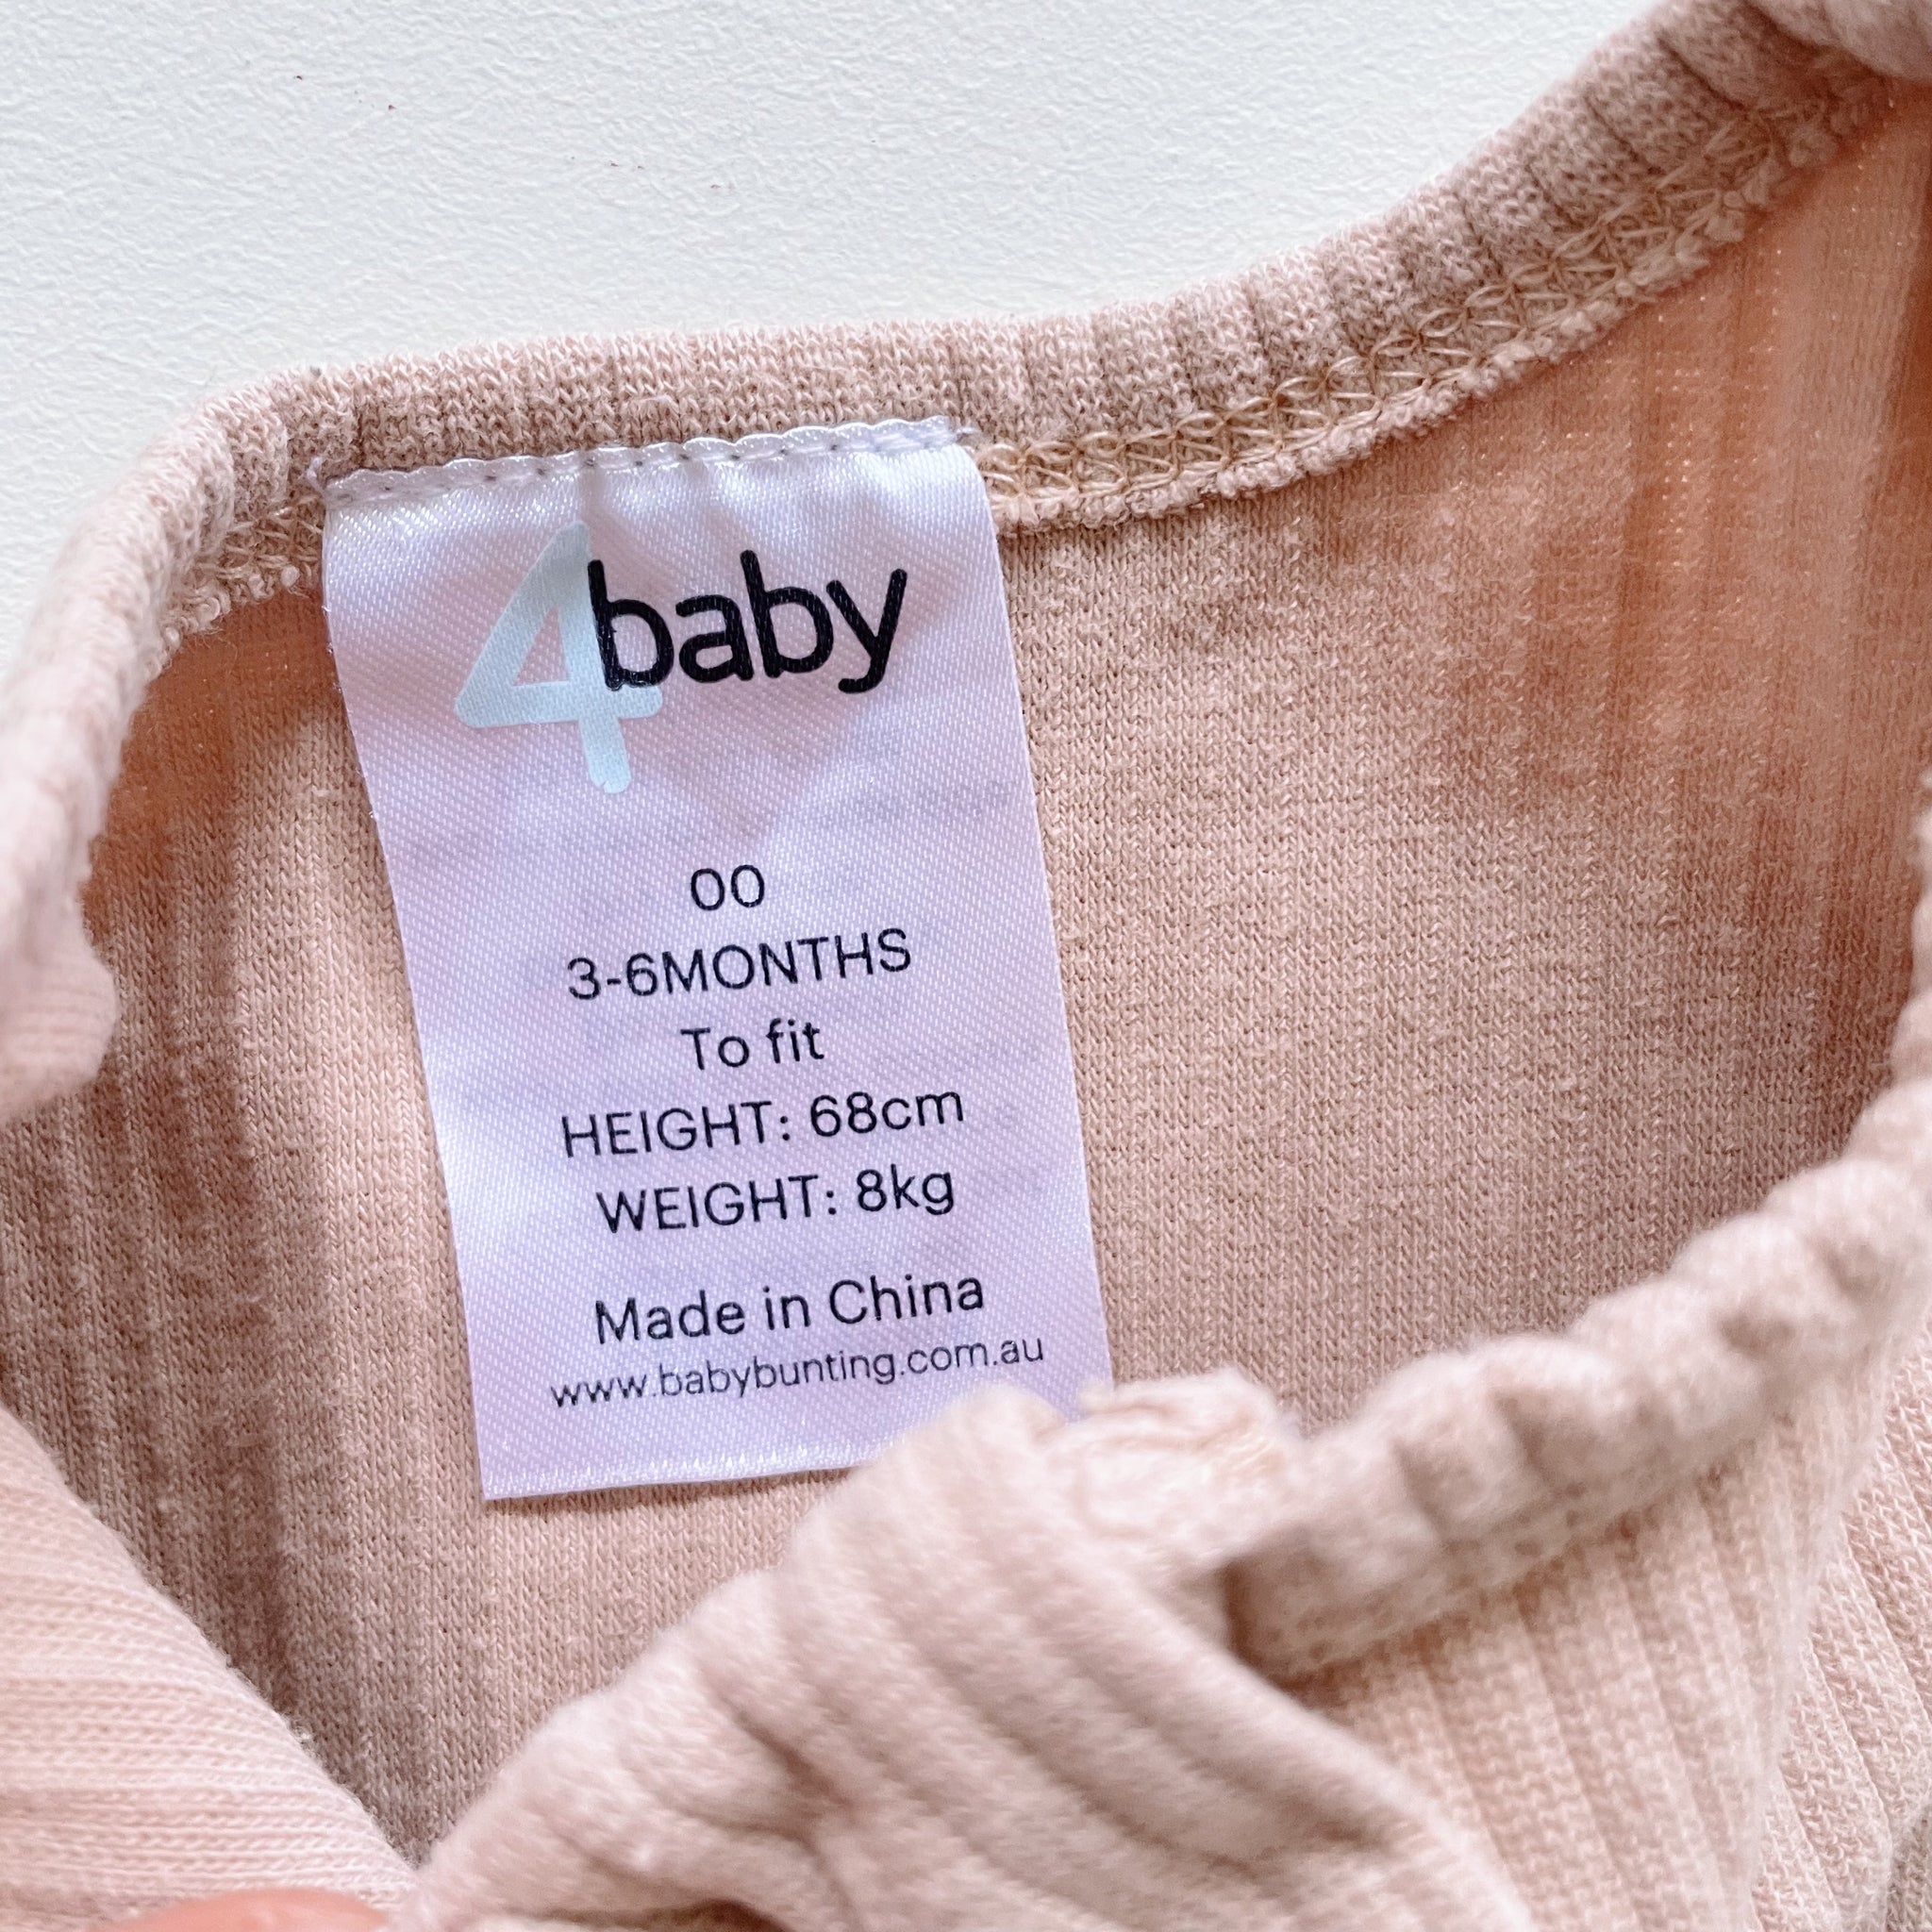 4baby
00
3-6MONTHS
To fit
HEIGHT: 68cm
WEIGHT: 8kg
Made in China
www.babybunting.com.au